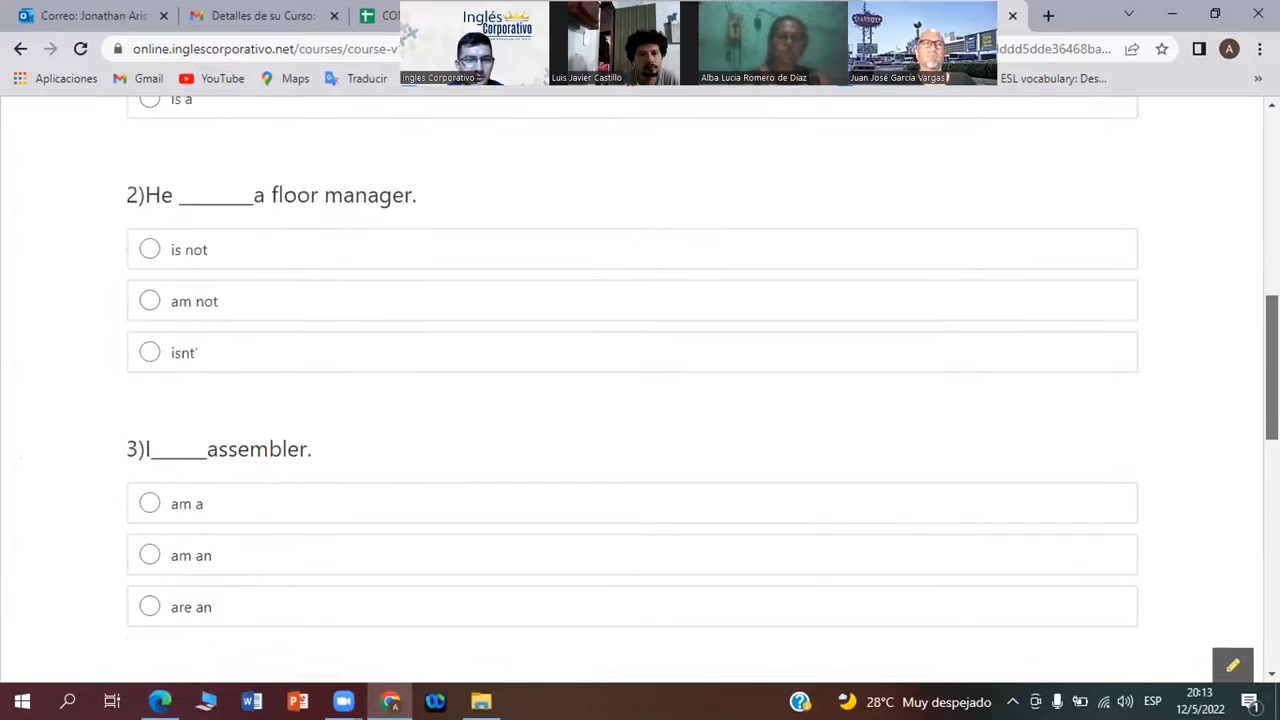 Correo: Jonathan Aris
Detalles de su Curso:
CO
online.inglescorporativo.net/courses/course-v
ddd5dde36468ba...
A
Aplicaciones
Gmail
YouTube
Maps
Traducir
ESL vocabulary: Des...
»
Inglés
Corporativo
Ingles Corporativo
Luis Javier Castillo
Alba Lucia Romero de Díaz
STARDUST
Juan José García Vargas
is a
2)He ________a floor manager.
is not
am not
isnt'
3)I______assembler.
am a
am an
are an
28°C Muy despejado
ESP
20:13
12/5/2022
1